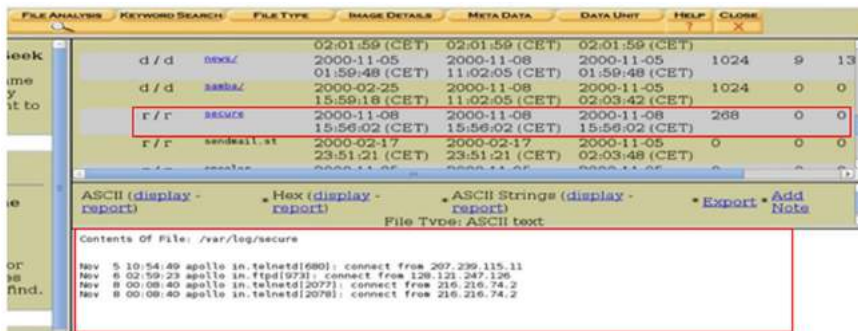 FILE ANALYSIS KEYWORD SEARCH FILE TYPE IMAGE DETAILS META DATA DATA UNIT HELP CLOSE
? X
02:01:59 (CET) 02:01:59 (CET) 02:01:59 (CET)
d / d news/ 2000-11-05 01:59:48 (CET) 2000-11-08 11:02:05 (CET) 2000-11-05 01:59:48 (CET) 1024 9 13
d / d samba/ 2000-02-25 15:59:18 (CET) 2000-11-08 11:02:05 (CET) 2000-11-05 02:03:42 (CET) 1024 0 0
r / r secure 2000-11-08 15:56:02 (CET) 2000-11-08 15:56:02 (CET) 2000-11-08 15:56:02 (CET) 268 0 0
r / r sendmail.st 2000-02-17 23:51:21 (CET) 2000-02-17 23:51:21 (CET) 2000-11-05 02:03:48 (CET) 0 0 0
eek
me
y
nt to
e
or
es
find.
ASCII (display - report) * Hex (display - report) * ASCII Strings (display - report) * Export * Add Note
File Type: ASCII text
Contents Of File: /var/log/secure
Nov 5 10:54:49 apollo in.telnetd[680]: connect from 207.239.115.11
Nov 6 02:59:23 apollo in.ftpd[973]: connect from 128.121.247.126
Nov 8 00:08:40 apollo in.telnetd[2077]: connect from 216.216.74.2
Nov 8 00:08:40 apollo in.telnetd[2078]: connect from 216.216.74.2